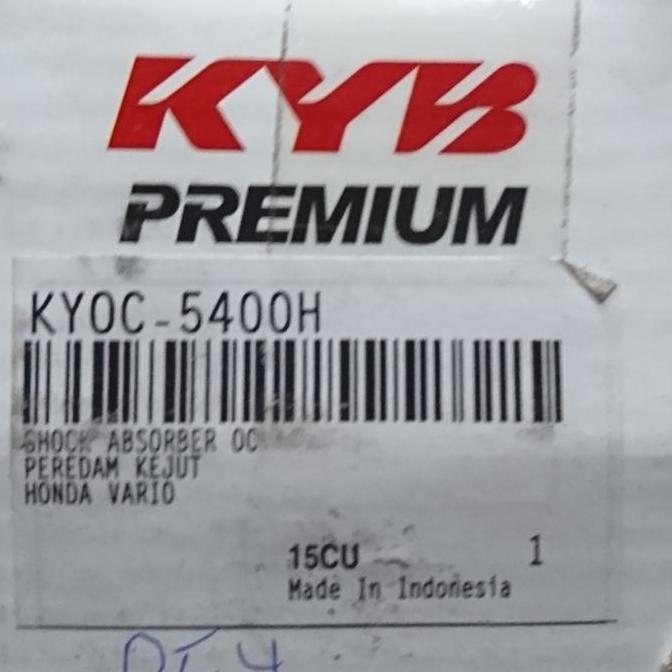 KYB
PREMIUM
KYOC-5400H
SHOCK ABSORBER OC
PEREDAM KEJUT
HONDA VARIO
15CU 1
Made In Indonesia